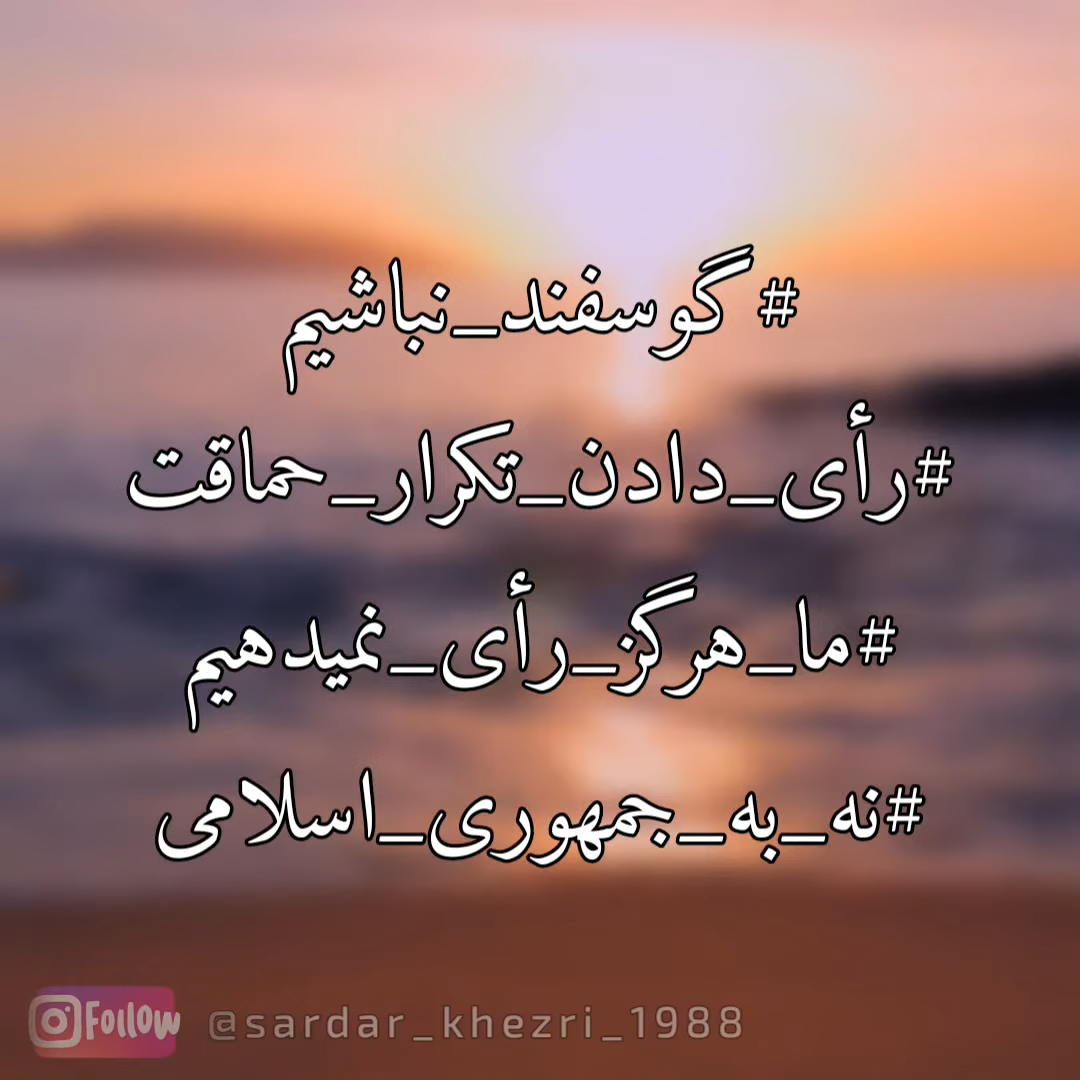 # گوسفند_نباشیم
#رأی_دادن_تکرار_حماقت
#ما_هرگز_رأی_نمیدهیم
#نه_به_جمهوری_اسلامی
Follow @sardar_khezri_1988